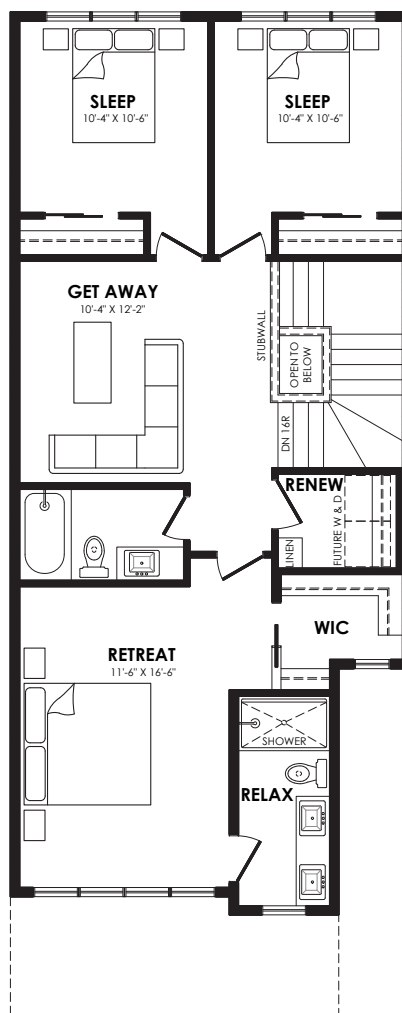 SLEEP
10'-4" X 10'-6"
SLEEP
10'-4" X 10'-6"
GET AWAY
10'-4" X 12'-2"
STUBWALL
OPEN TO
BELOW
DN 16R
RENEW
LINEN
FUTURE W & D
WIC
RETREAT
11'-6" X 16'-6"
SHOWER
RELAX